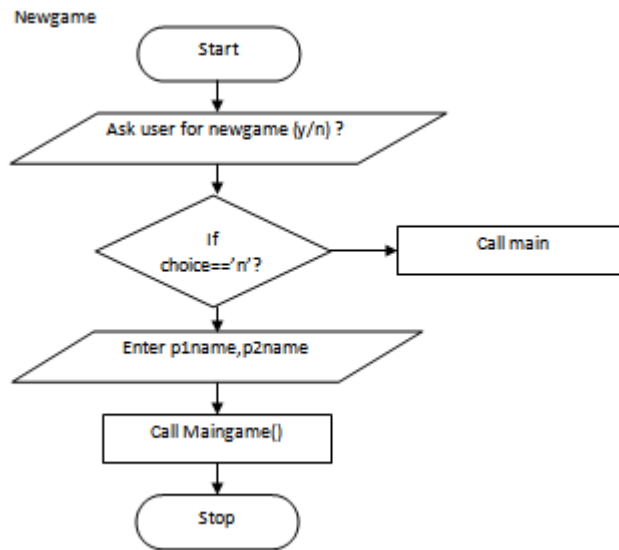 Newgame
Start
Ask user for newgame (y/n) ?
If
choice==’n’?
Call main
Enter p1name,p2name
Call Maingame()
Stop